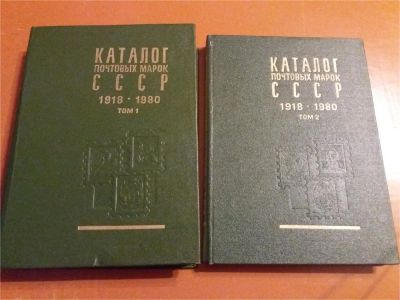 КАТАЛОГ
ПОЧТОВЫХ МАРОК
СССР
1918 · 1980
ТОМ 1
КАТАЛОГ
ПОЧТОВЫХ МАРОК
СССР
1918 · 1980
ТОМ 2